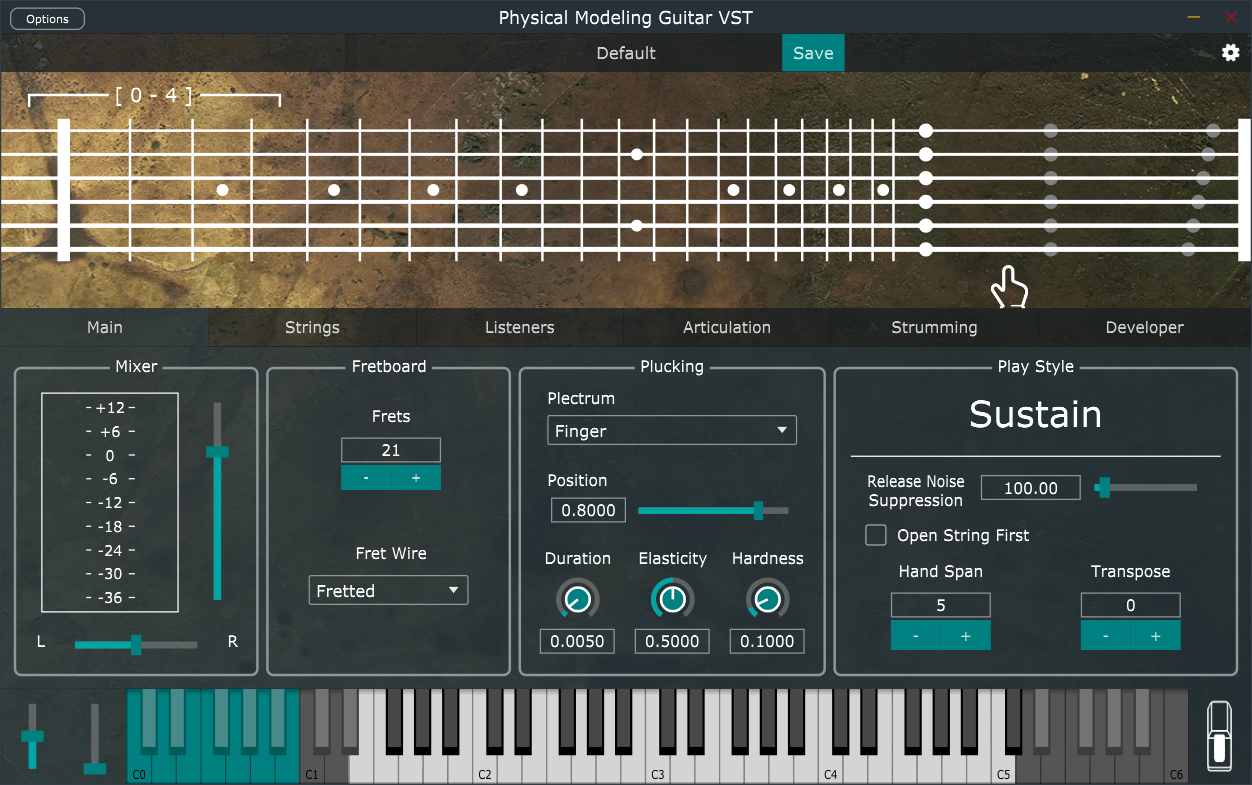 Options
Physical Modeling Guitar VST
Default
Save
[ 0 - 4 ]
Main
Strings
Listeners
Articulation
Strumming
Developer
Mixer
- +12 -
- +6 -
- 0 -
- -6 -
- -12 -
- -18 -
- -24 -
- -30 -
- -36 -
L
R
Fretboard
Frets
21
- +
Fret Wire
Fretted
Plucking
Plectrum
Finger
Position
0.8000
Duration
Elasticity
Hardness
0.0050
0.5000
0.1000
Play Style
Sustain
Release Noise
Suppression
100.00
Open String First
Hand Span
5
- +
Transpose
0
- +
C0
C1
C2
C3
C4
C5
C6